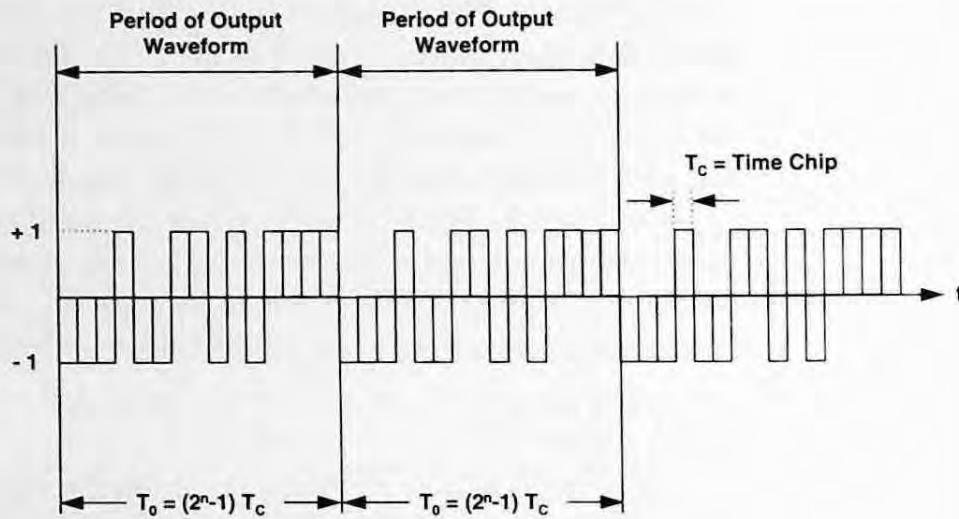 Period of Output
Waveform
Period of Output
Waveform
T_C = Time Chip
+ 1
t
- 1
T_0 = (2^n-1) T_C
T_0 = (2^n-1) T_C